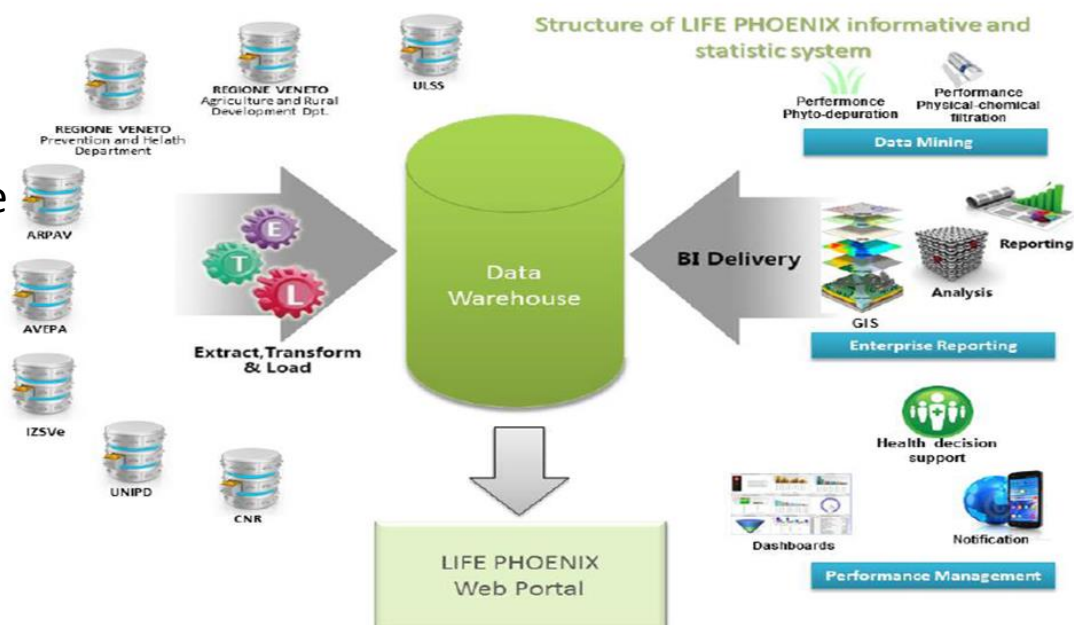 Structure of LIFE PHOENIX informative and
statistic system
ULSS
REGIONE VENETO
Agriculture and Rural
Development Dpt.
REGIONE VENETO
Prevention and Helath
Department
e
ARPAV
AVEPA
IZSVe
UNIPD
CNR
E
T
L
Extract,Transform
& Load
Data
Warehouse
LIFE PHOENIX
Web Portal
BI Delivery
Perfermonce
Phyto-depuration
Performance
Physical-chemical
filtration
Data Mining
Reporting
Analysis
GIS
Enterprise Reporting
Health decision
support
Dashboards
Notification
Performance Management